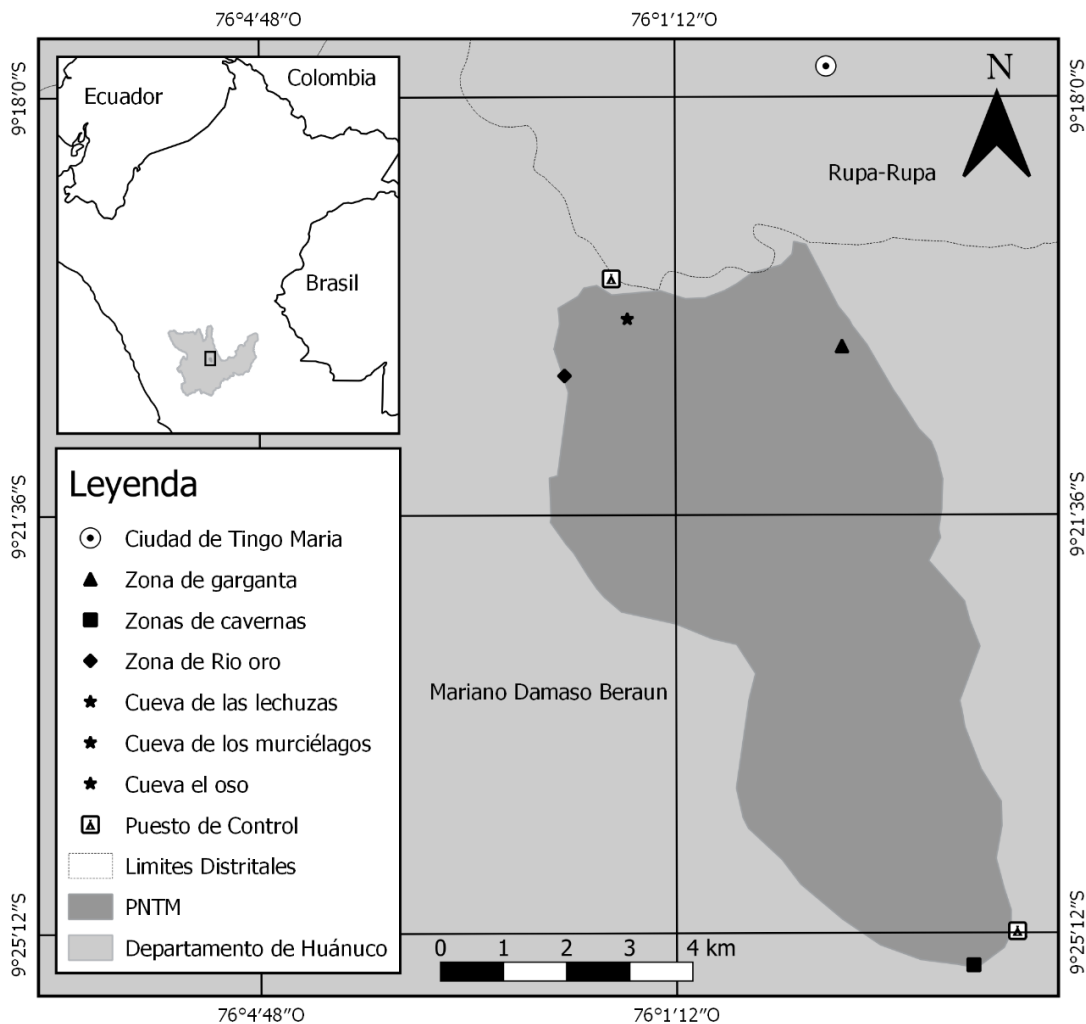 76°4'48"O
76°1'12"O
9°18'0"S
9°18'0"S
N
Colombia
Ecuador
Brasil
Rupa-Rupa
9°21'36"S
9°21'36"S
Leyenda
Ciudad de Tingo Maria
Zona de garganta
Zonas de cavernas
Zona de Rio oro
Cueva de las lechuzas
Cueva de los murciélagos
Cueva el oso
Puesto de Control
Limites Distritales
PNTM
Departamento de Huánuco
Mariano Damaso Beraun
9°25'12"S
9°25'12"S
0 1 2 3 4 km
76°4'48"O
76°1'12"O